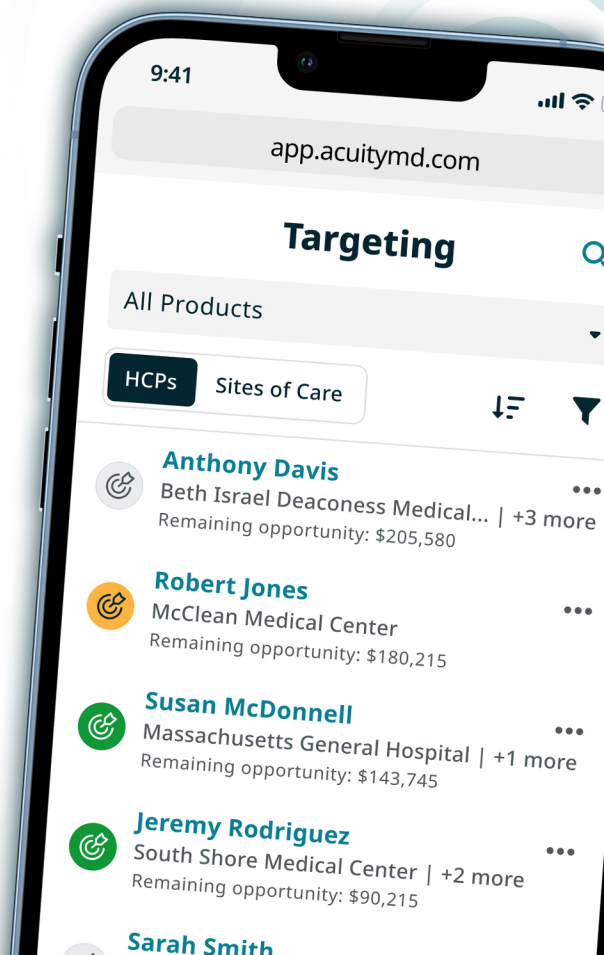 9:41
app.acuitymd.com
Targeting
All Products
HCPs
Sites of Care
Anthony Davis
Beth Israel Deaconess Medical... | +3 more
Remaining opportunity: $205,580
Robert Jones
McClean Medical Center
Remaining opportunity: $180,215
Susan McDonnell
Massachusetts General Hospital | +1 more
Remaining opportunity: $143,745
Jeremy Rodriguez
South Shore Medical Center | +2 more
Remaining opportunity: $90,215
Sarah Smith